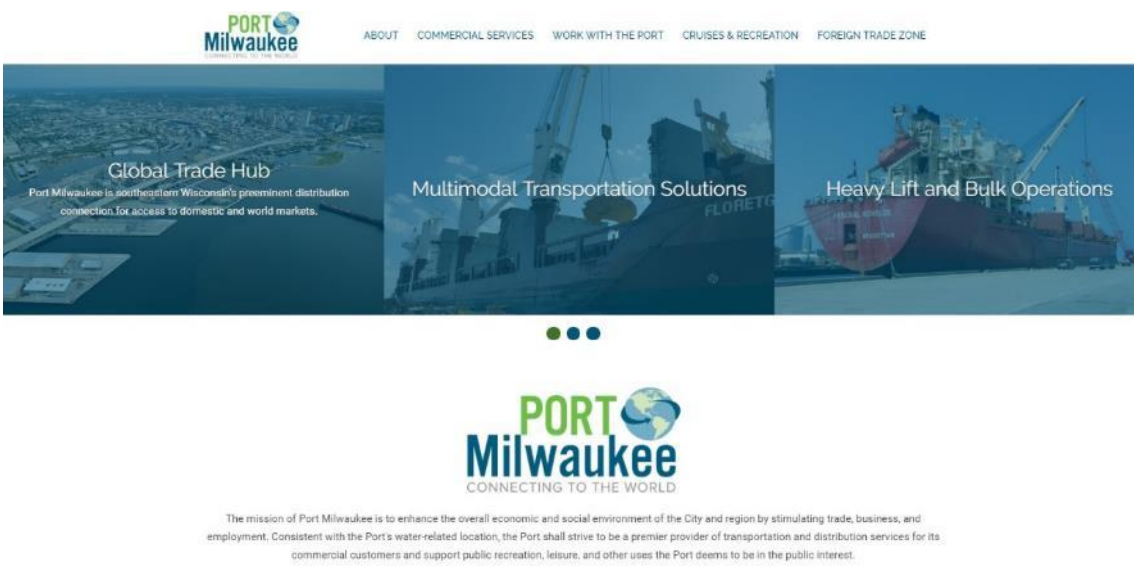 PORT
Milwaukee
CONNECTING TO THE WORLD
ABOUT COMMERCIAL SERVICES WORK WITH THE PORT CRUISES & RECREATION FOREIGN TRADE ZONE
Global Trade Hub
Port Milwaukee is southeastern Wisconsin's preeminent distribution
connection for access to domestic and world markets.
Multimodal Transportation Solutions
FLORETG
Heavy Lift and Bulk Operations
PORT
Milwaukee
CONNECTING TO THE WORLD
The mission of Port Milwaukee is to enhance the overall economic and social environment of the City and region by stimulating trade, business, and
employment. Consistent with the Port's water-related location, the Port shall strive to be a premier provider of transportation and distribution services for its
commercial customers and support public recreation, leisure, and other uses the Port deems to be in the public interest.